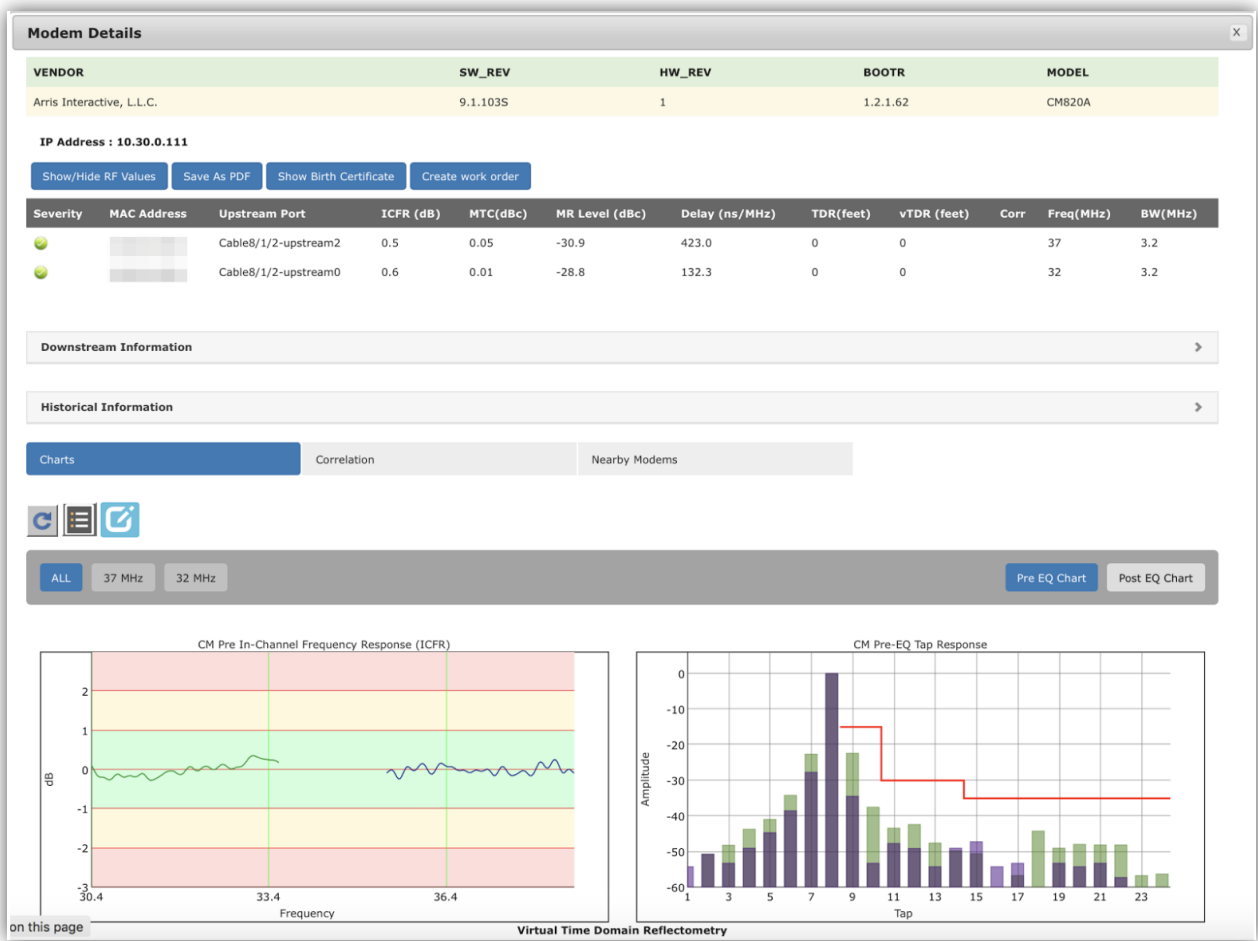 Modem Details
X
VENDOR SW_REV HW_REV BOOTR MODEL
Arris Interactive, L.L.C. 9.1.103S 1 1.2.1.62 CM820A
IP Address : 10.30.0.111
Show/Hide RF Values Save As PDF Show Birth Certificate Create work order
Severity MAC Address Upstream Port ICFR (dB) MTC(dBc) MR Level (dBc) Delay (ns/MHz) TDR(feet) vTDR (feet) Corr Freq(MHz) BW(MHz)
Cable8/1/2-upstream2 0.5 0.05 -30.9 423.0 0 0 37 3.2
Cable8/1/2-upstream0 0.6 0.01 -28.8 132.3 0 0 32 3.2
Downstream Information
Historical Information
Charts Correlation Nearby Modems
ALL 37 MHz 32 MHz Pre EQ Chart Post EQ Chart
CM Pre In-Channel Frequency Response (ICFR)
2
1
0
-1
-2
-3
dB
30.4 33.4 36.4
Frequency
CM Pre-EQ Tap Response
0
-10
-20
-30
-40
-50
-60
Amplitude
1 3 5 7 9 11 13 15 17 19 21 23
Tap
on this page
Virtual Time Domain Reflectometry